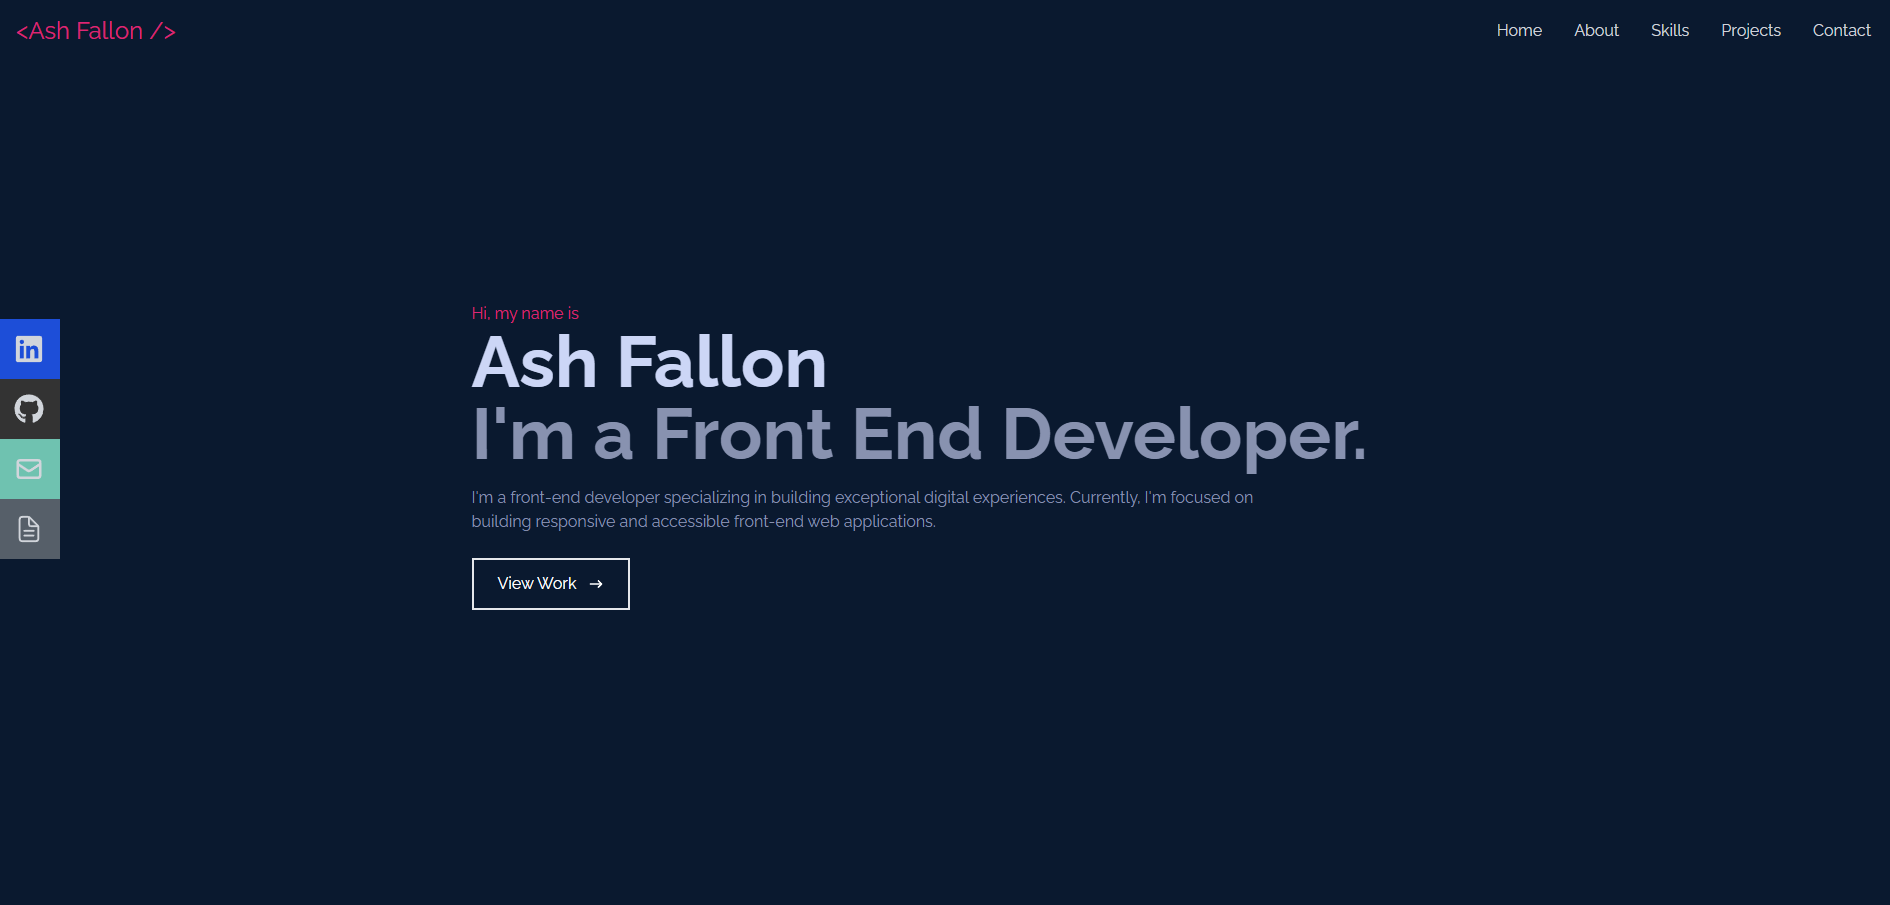 <Ash Fallon />
Home About Skills Projects Contact
Hi, my name is
Ash Fallon
I'm a Front End Developer.
I'm a front-end developer specializing in building exceptional digital experiences. Currently, I'm focused on
building responsive and accessible front-end web applications.
View Work →
in